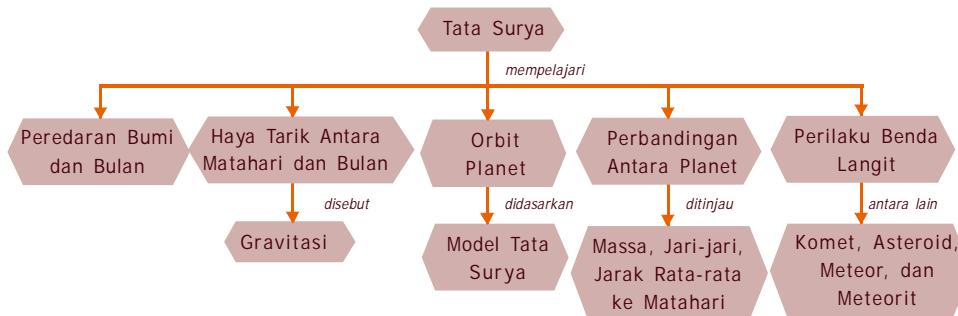 Tata Surya
mempelajari
Peredaran Bumi
dan Bulan
Haya Tarik Antara
Matahari dan Bulan
Orbit
Planet
Perbandingan
Antara Planet
Perilaku Benda
Langit
disebut
didasarkan
ditinjau
antara lain
Gravitasi
Model Tata
Surya
Massa, Jari-jari,
Jarak Rata-rata
ke Matahari
Komet, Asteroid,
Meteor, dan
Meteorit